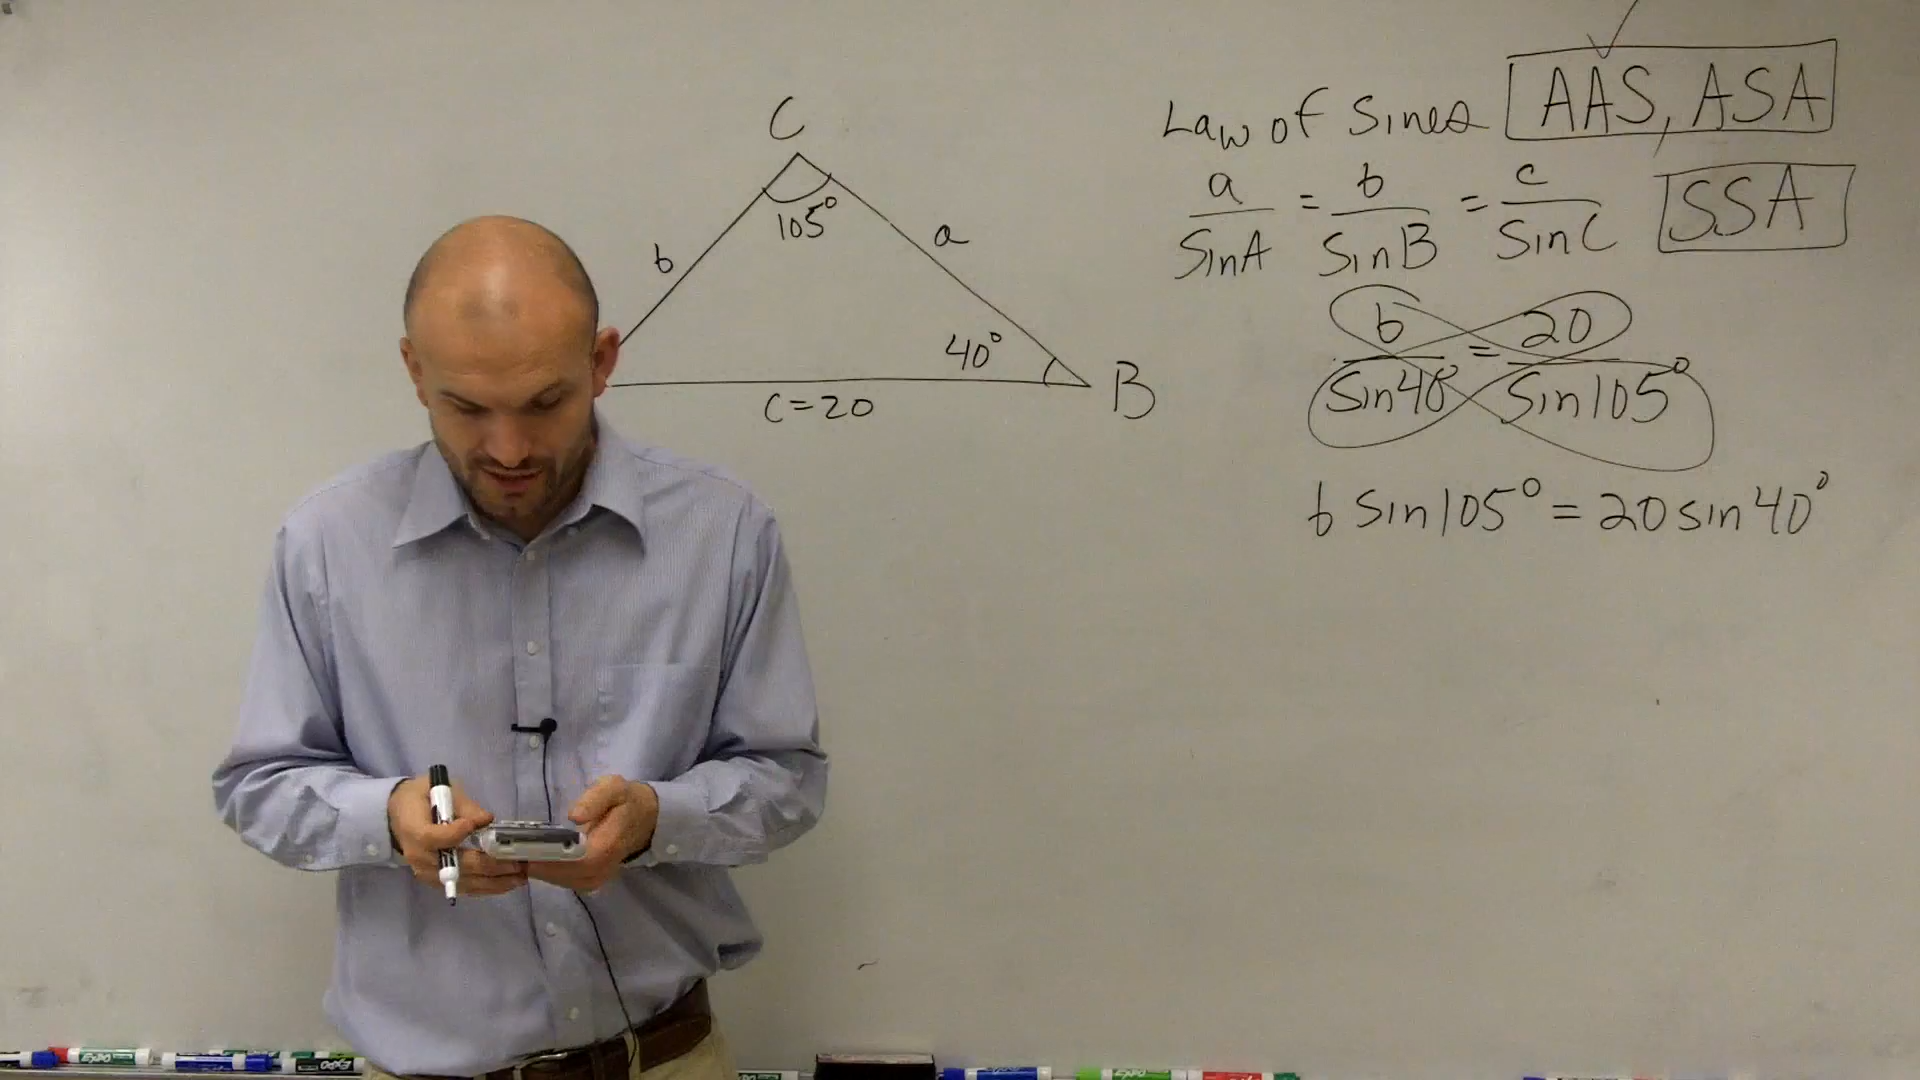 C
105°
b
a
40°
B
c=20
Law of Sines AAS, ASA
a/SinA = b/SinB = c/SinC SSA
b/Sin40° = 20/Sin105°
b Sin105° = 20 sin40°
EXPO